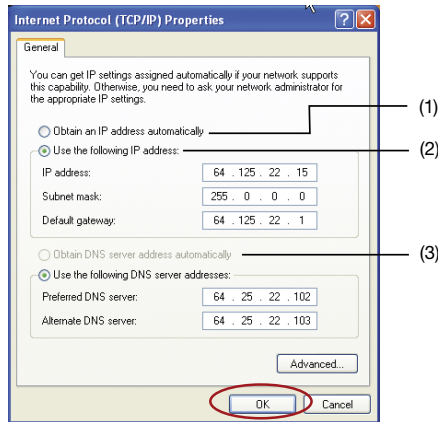 Internet Protocol (TCP/IP) Properties
General
You can get IP settings assigned automatically if your network supports
this capability. Otherwise, you need to ask your network administrator for
the appropriate IP settings.
Obtain an IP address automatically (1)
Use the following IP address: (2)
IP address: 64 . 125 . 22 . 15
Subnet mask: 255 . 0 . 0 . 0
Default gateway: 64 . 125 . 22 . 1
Obtain DNS server address automatically (3)
Use the following DNS server addresses:
Preferred DNS server: 64 . 25 . 22 . 102
Alternate DNS server: 64 . 25 . 22 . 103
Advanced...
OK Cancel